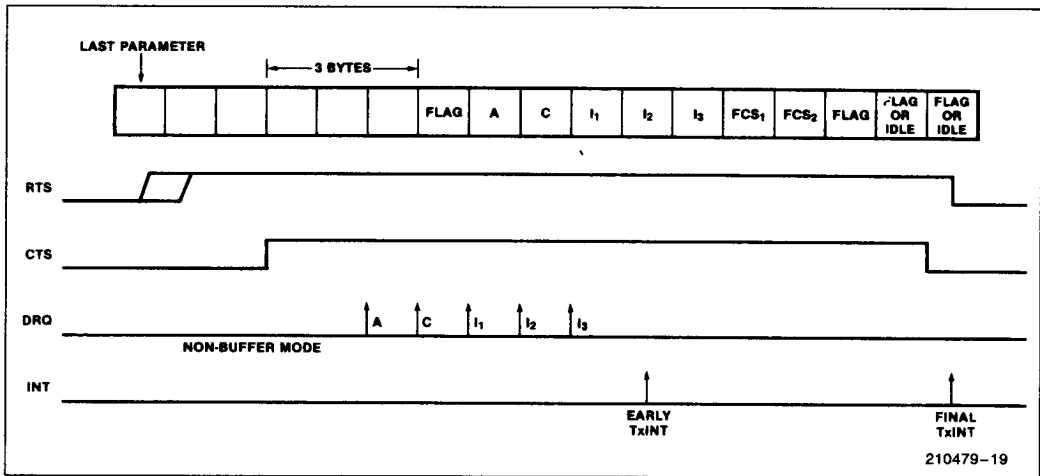 LAST PARAMETER
3 BYTES
FLAG A C I₁ I₂ I₃ FCS₁ FCS₂ FLAG FLAG OR IDLE FLAG OR IDLE
RTS
CTS
DRQ
A C I₁ I₂ I₃
NON-BUFFER MODE
INT
EARLY TxINT
FINAL TxINT
210479–19